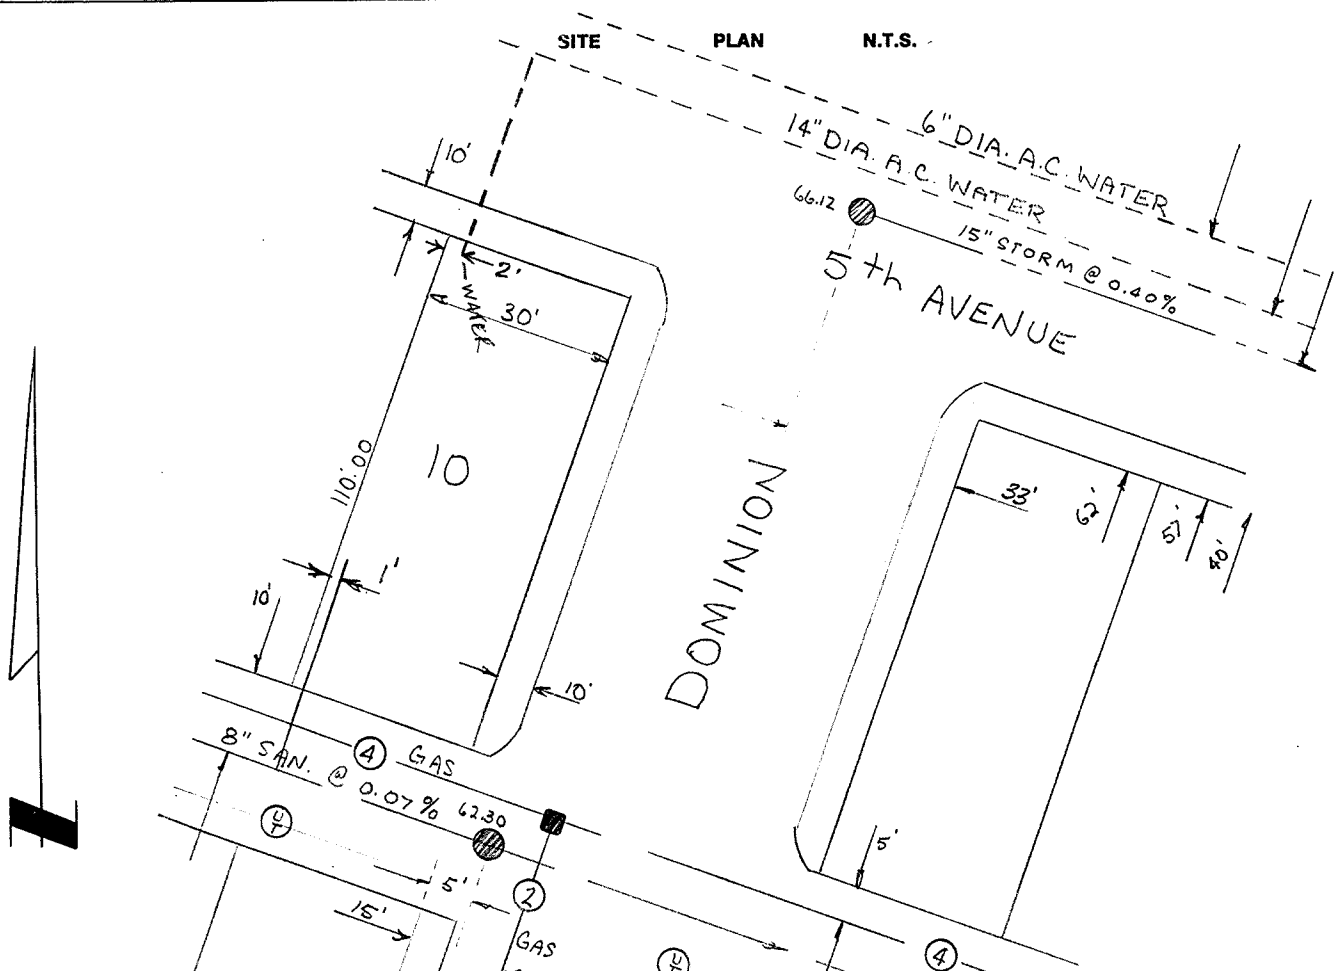 SITE PLAN N.T.S.
6" DIA. A.C. WATER
14" DIA. A.C. WATER
10'
66.12
15" STORM @ 0.40%
5th AVENUE
2'
WATER
30'
110.00
10
DOMINION
33'
62'
57'
40'
1'
10'
10'
8" SAN. @ 0.07% 62.30
4
GAS
U/T
5'
5'
2
15'
GAS
U/T
4